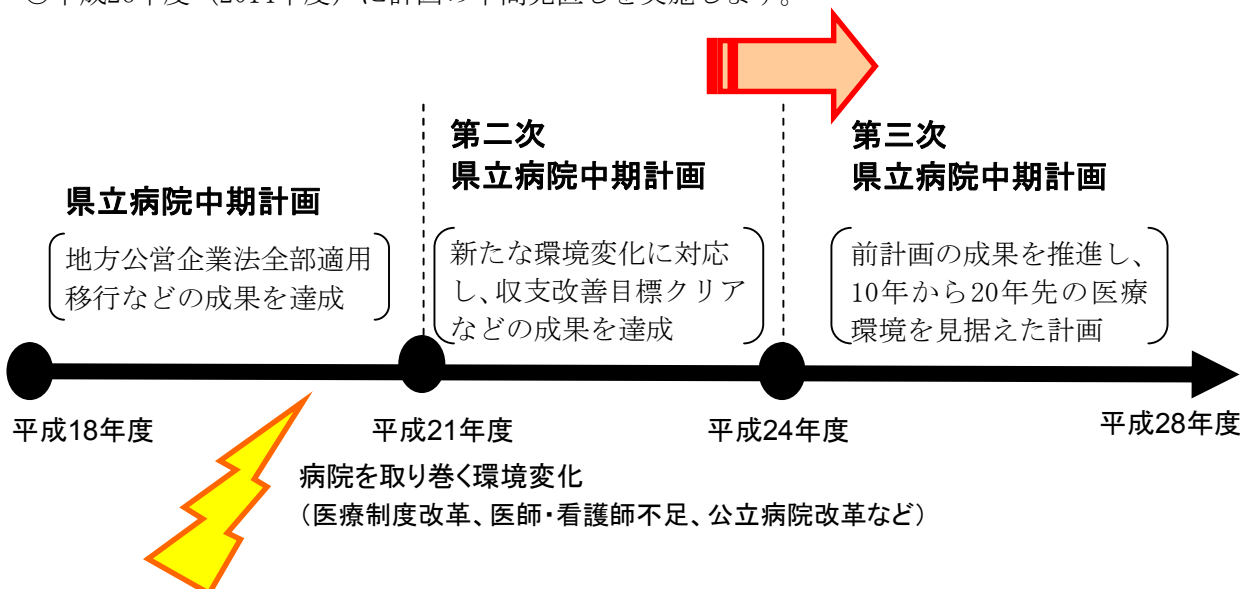 第二次
県立病院中期計画
第三次
県立病院中期計画
県立病院中期計画
地方公営企業法全部適用
移行などの成果を達成
新たな環境変化に対応
し、収支改善目標クリア
などの成果を達成
前計画の成果を推進し、
10年から20年先の医療
環境を見据えた計画
平成18年度
平成21年度
平成24年度
平成28年度
病院を取り巻く環境変化
（医療制度改革、医師・看護師不足、公立病院改革など）